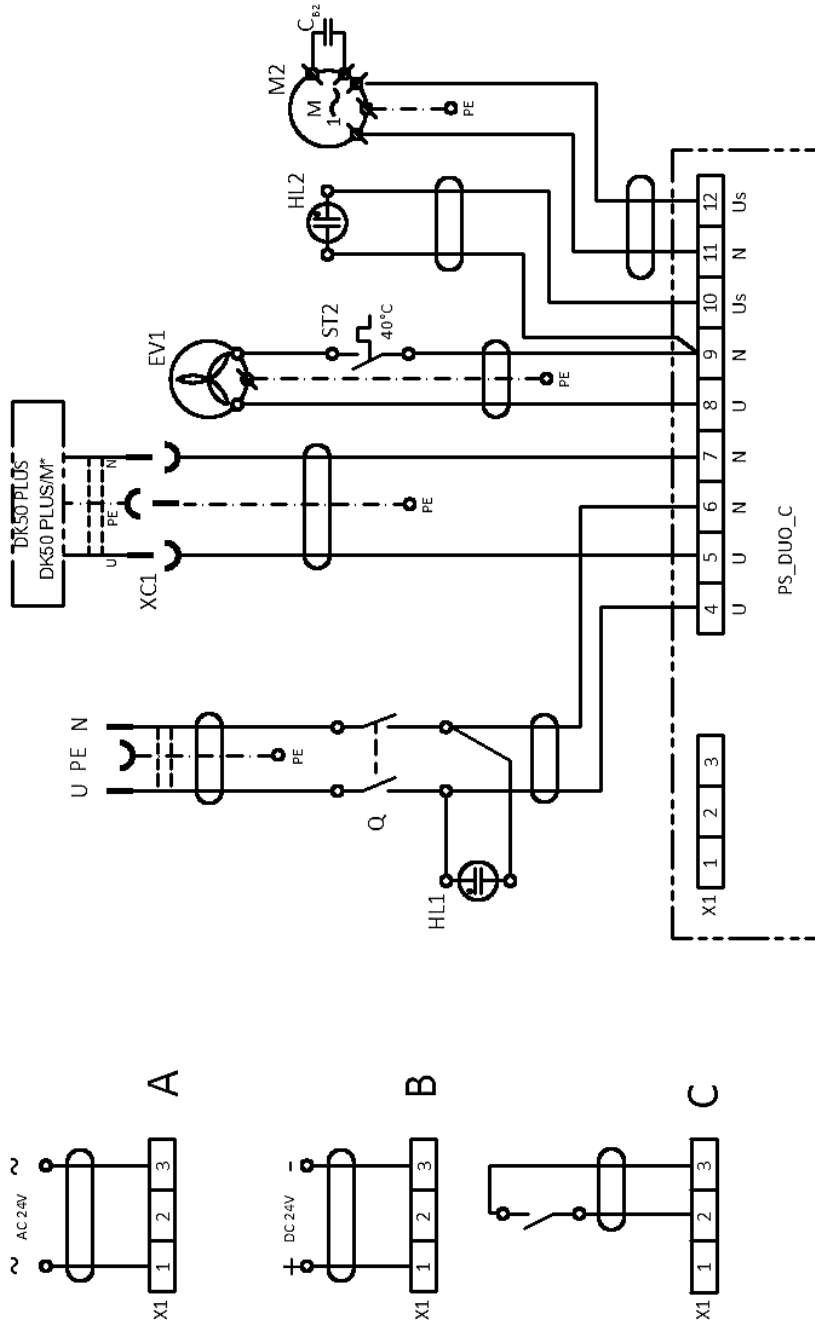 DK50 PLUS
DK50 PLUS/M*
U
PE
N
XC1
EV1
ST2
40°C
PE
HL2
M2
M
1
~
C B2
PE
PE
U PE N
PE
Q
HL1
X1
1 2 3
4 5 6 7 8 9 10 11 12
U U N N U N Us N Us
PS_DUO_C
~ ~
AC 24V
X1
1 2 3
A
+ -
DC 24V
X1
1 2 3
B
X1
1 2 3
C